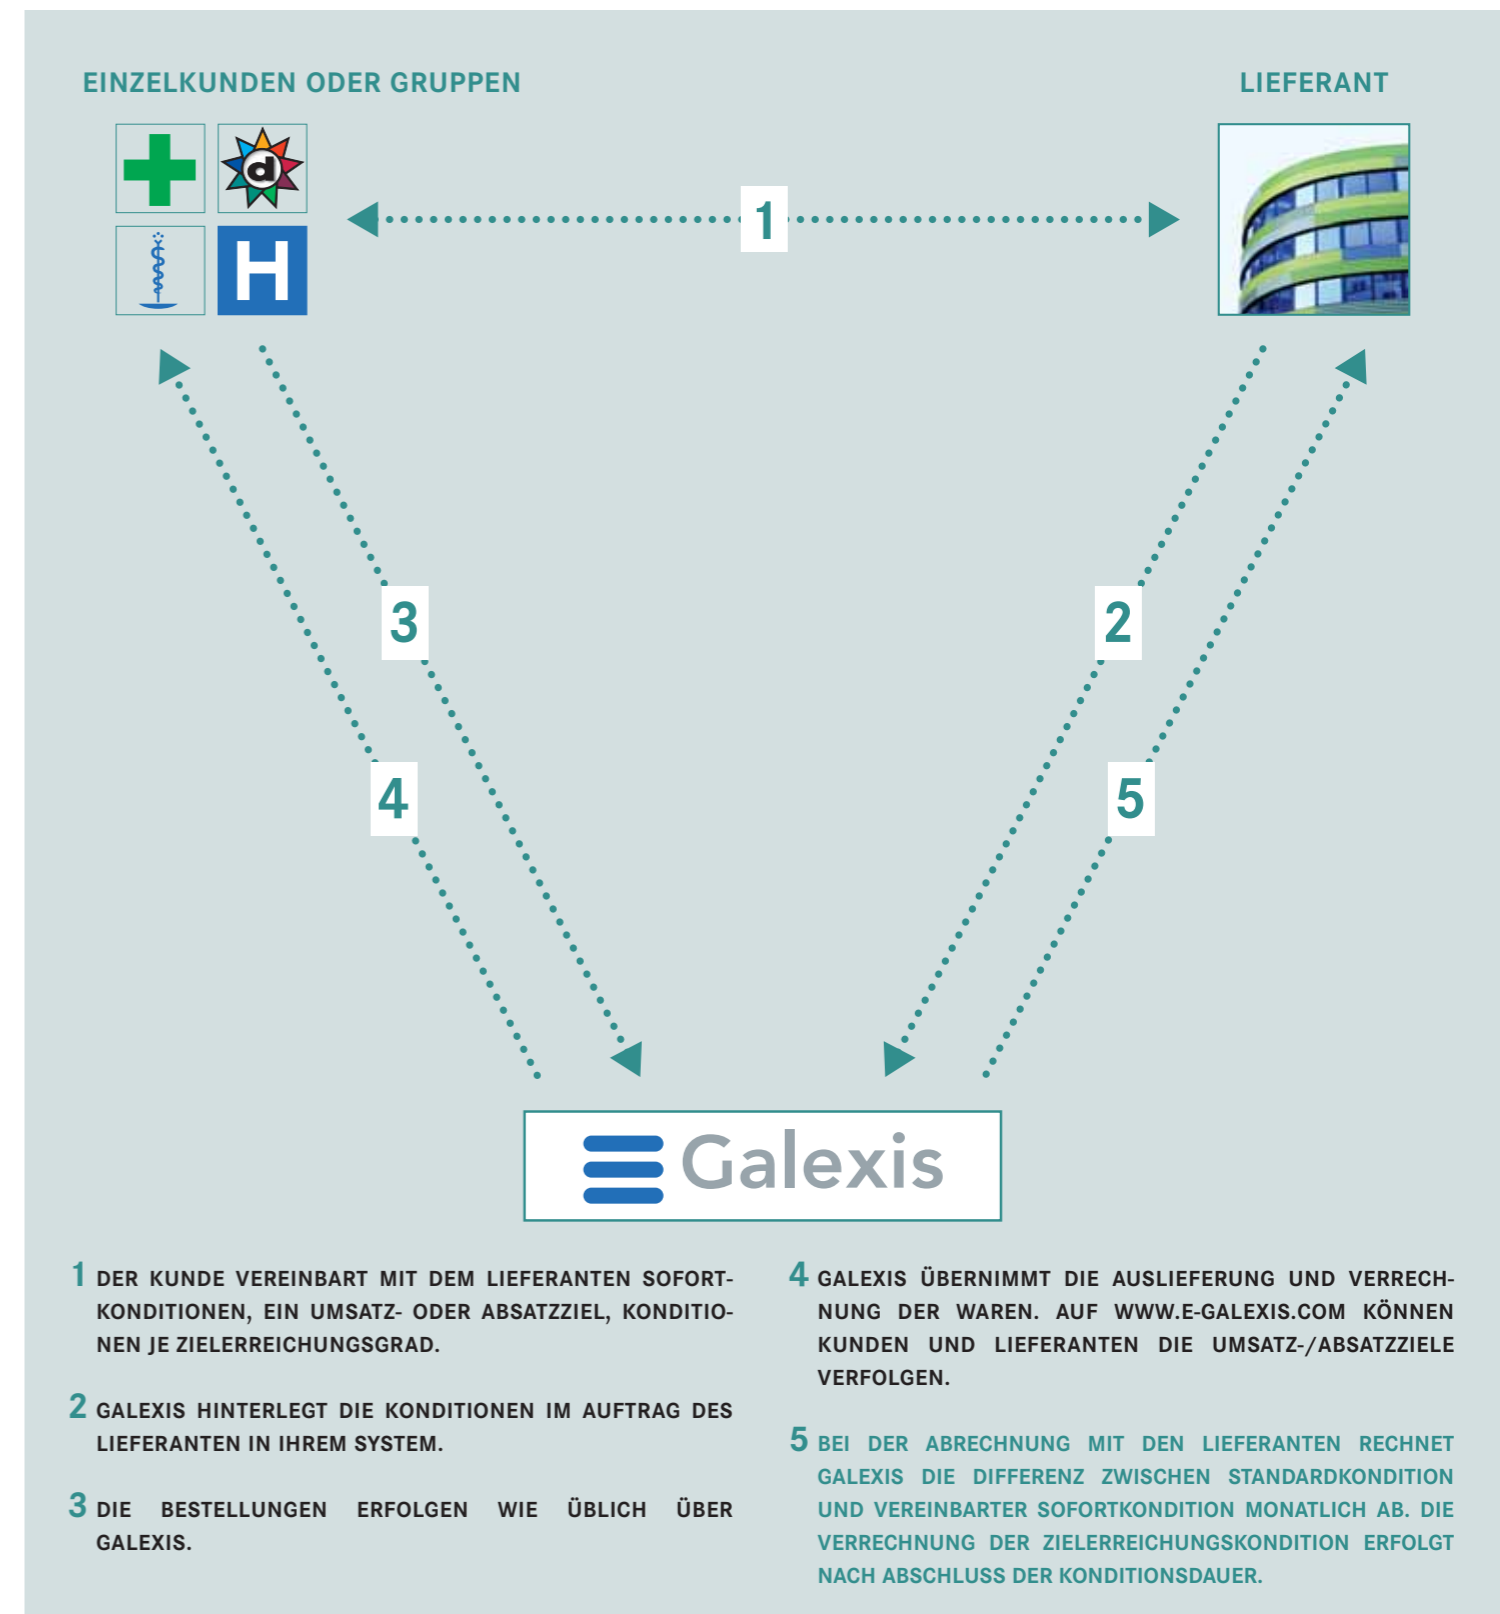 EINZELKUNDEN ODER GRUPPEN
LIEFERANT
d
H
1
3
2
4
5
Galexis
1 DER KUNDE VEREINBART MIT DEM LIEFERANTEN SOFORT-
KONDITIONEN, EIN UMSATZ- ODER ABSATZZIEL, KONDITIO-
NEN JE ZIELERREICHUNGSGRAD.
2 GALEXIS HINTERLEGT DIE KONDITIONEN IM AUFTRAG DES
LIEFERANTEN IN IHREM SYSTEM.
3 DIE BESTELLUNGEN ERFOLGEN WIE ÜBLICH ÜBER
GALEXIS.
4 GALEXIS ÜBERNIMMT DIE AUSLIEFERUNG UND VERRECH-
NUNG DER WAREN. AUF WWW.E-GALEXIS.COM KÖNNEN
KUNDEN UND LIEFERANTEN DIE UMSATZ-/ABSATZZIELE
VERFOLGEN.
5 BEI DER ABRECHNUNG MIT DEN LIEFERANTEN RECHNET
GALEXIS DIE DIFFERENZ ZWISCHEN STANDARDKONDITION
UND VEREINBARTER SOFORTKONDITION MONATLICH AB. DIE
VERRECHNUNG DER ZIELERREICHUNGSKONDITION ERFOLGT
NACH ABSCHLUSS DER KONDITIONSDAUER.